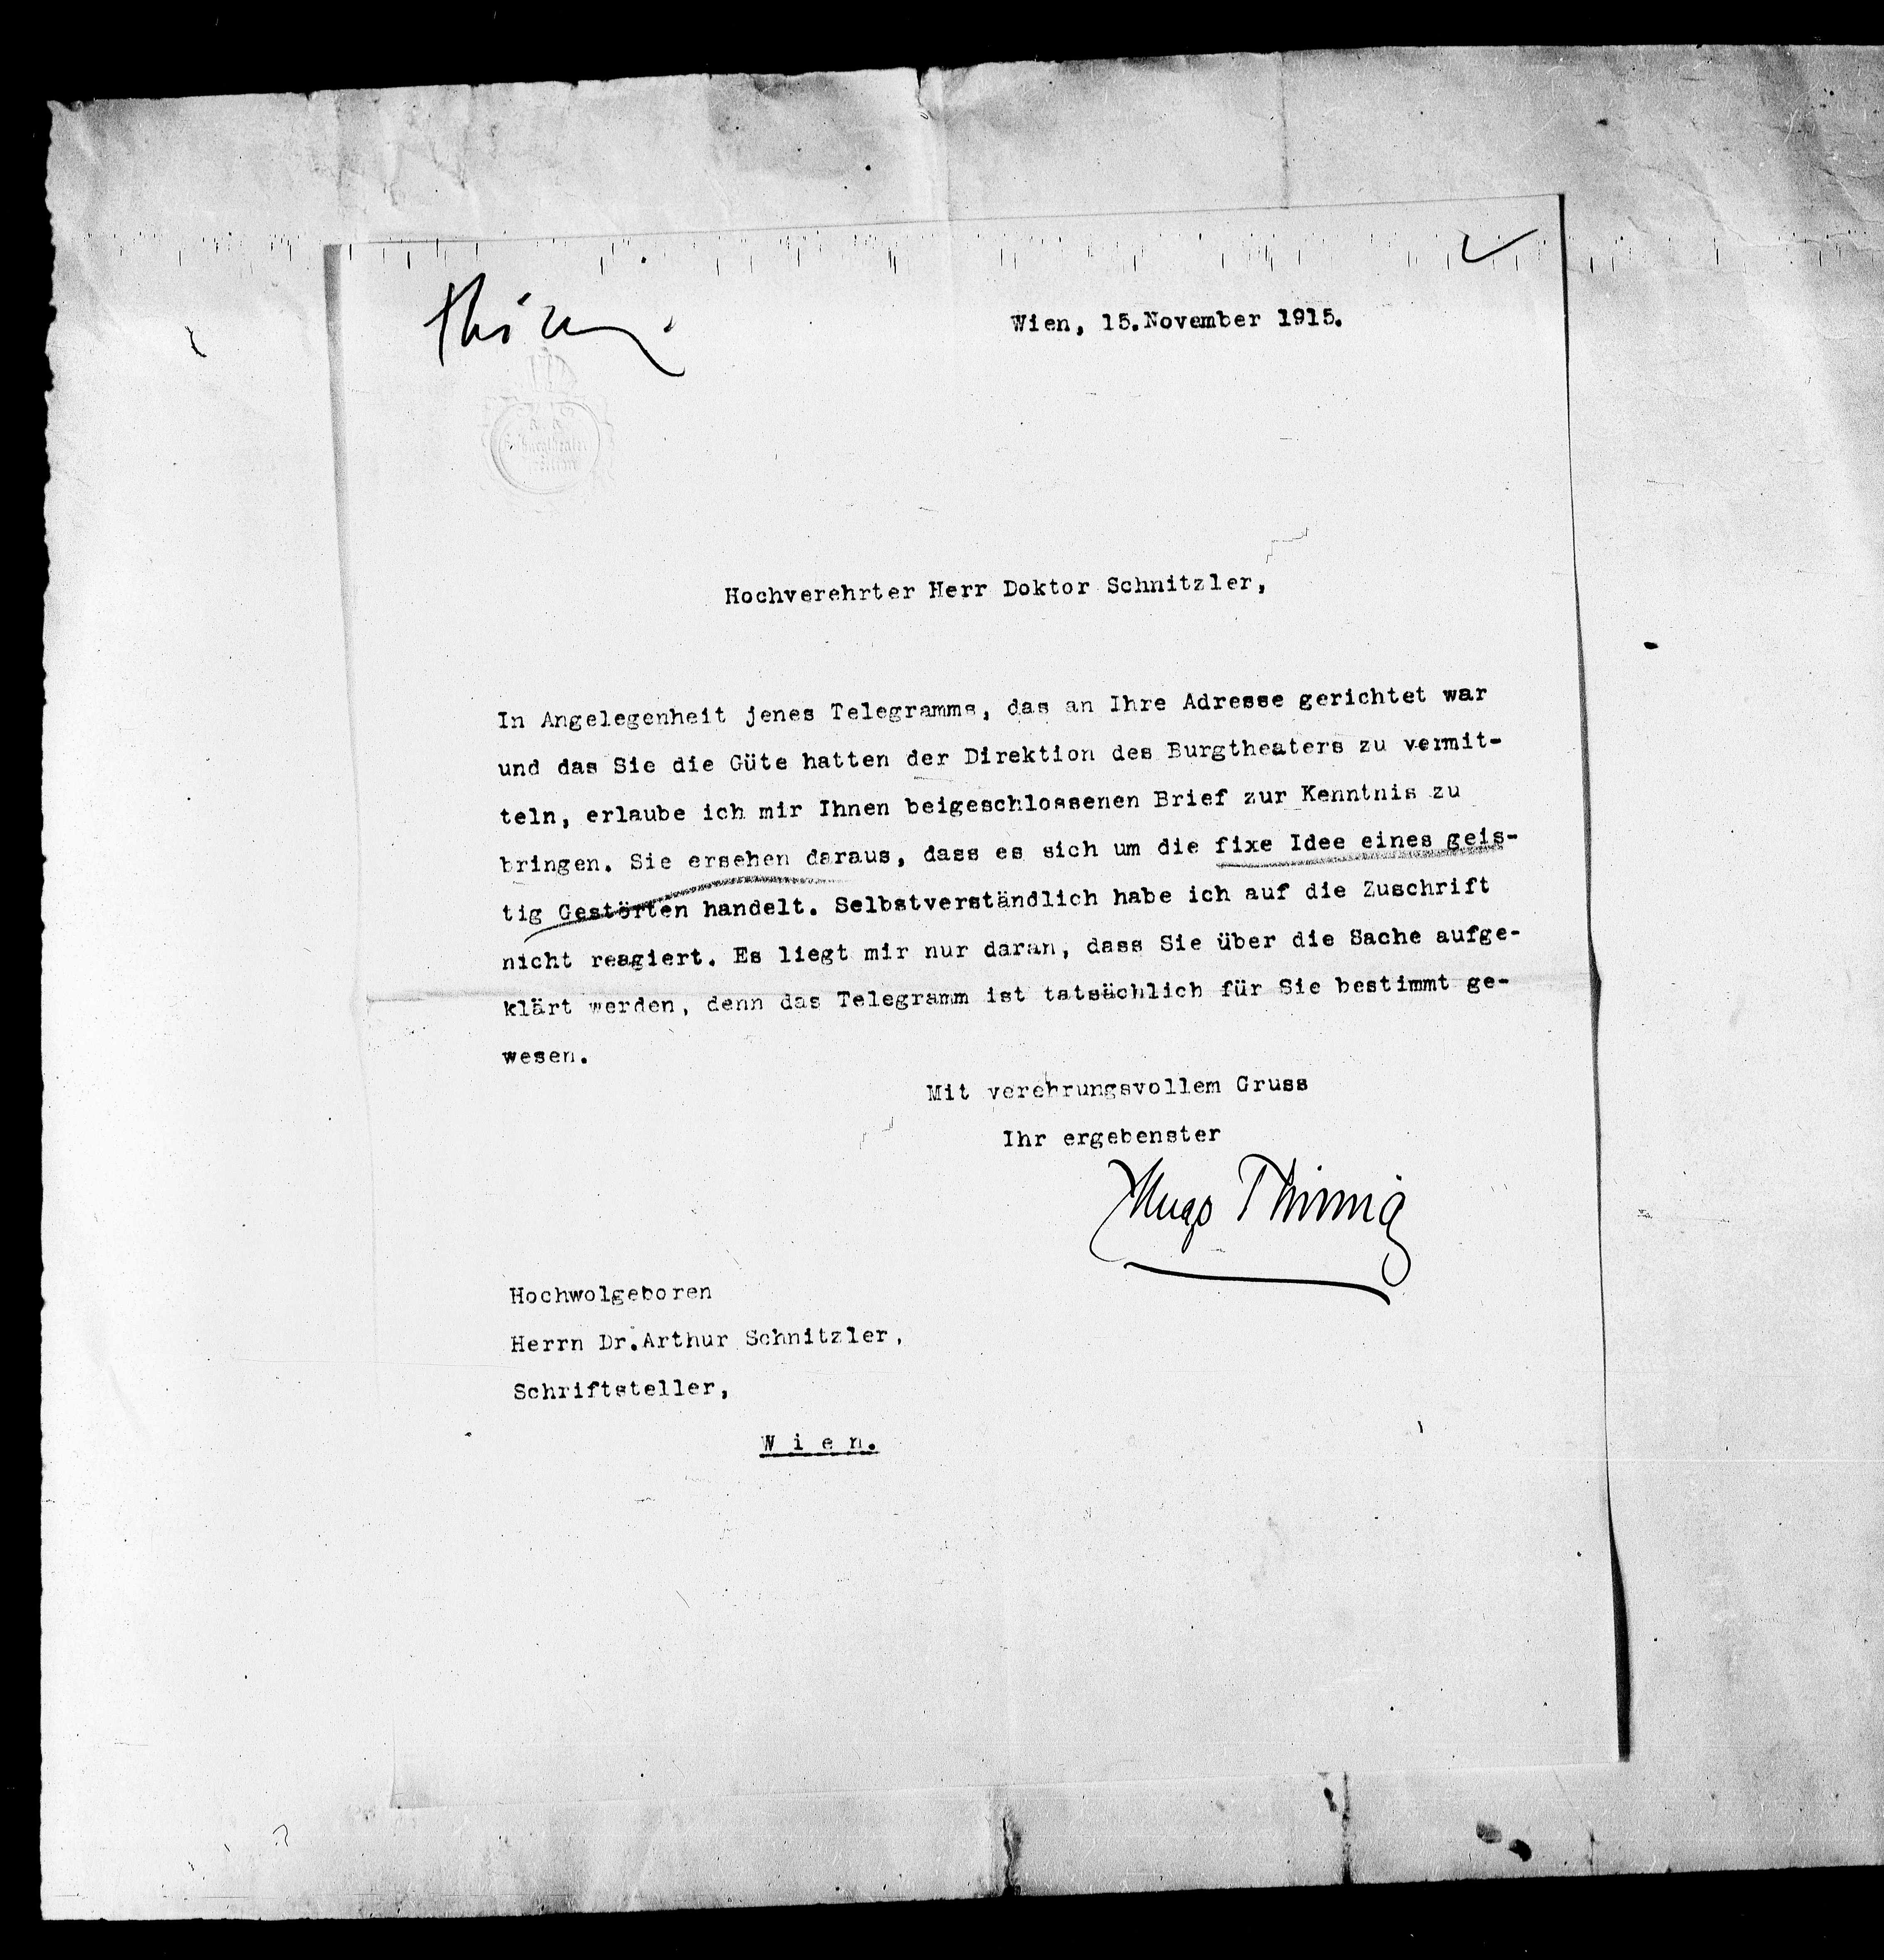 Wien, 15.November 1915.
K. K.
Hofburgtheater
Hochverehrter Herr Doktor Schnitzler,
In Angelegenheit jenes Telegramms, das an Ihre Adresse gerichtet war
und das Sie die Güte hatten der Direktion des Burgtheaters zu vermit-
teln, erlaube ich mir Ihnen beigeschlossenen Brief zur Kenntnis zu
bringen. Sie ersehen daraus, dass es sich um die fixe Idee eines geis-
tig Gestörten handelt. Selbstverständlich habe ich auf die Zuschrift
nicht reagiert. Es liegt mir nur daran, dass Sie über die Sache aufge-
klärt werden, denn das Telegramm ist tatsächlich für Sie bestimmt ge-
wesen.
Mit verehrungsvollem Gruss
Ihr ergebenster
Hugo Thimig
Hochwolgeboren
Herrn Dr.Arthur Schnitzler,
Schriftsteller,
Wien.